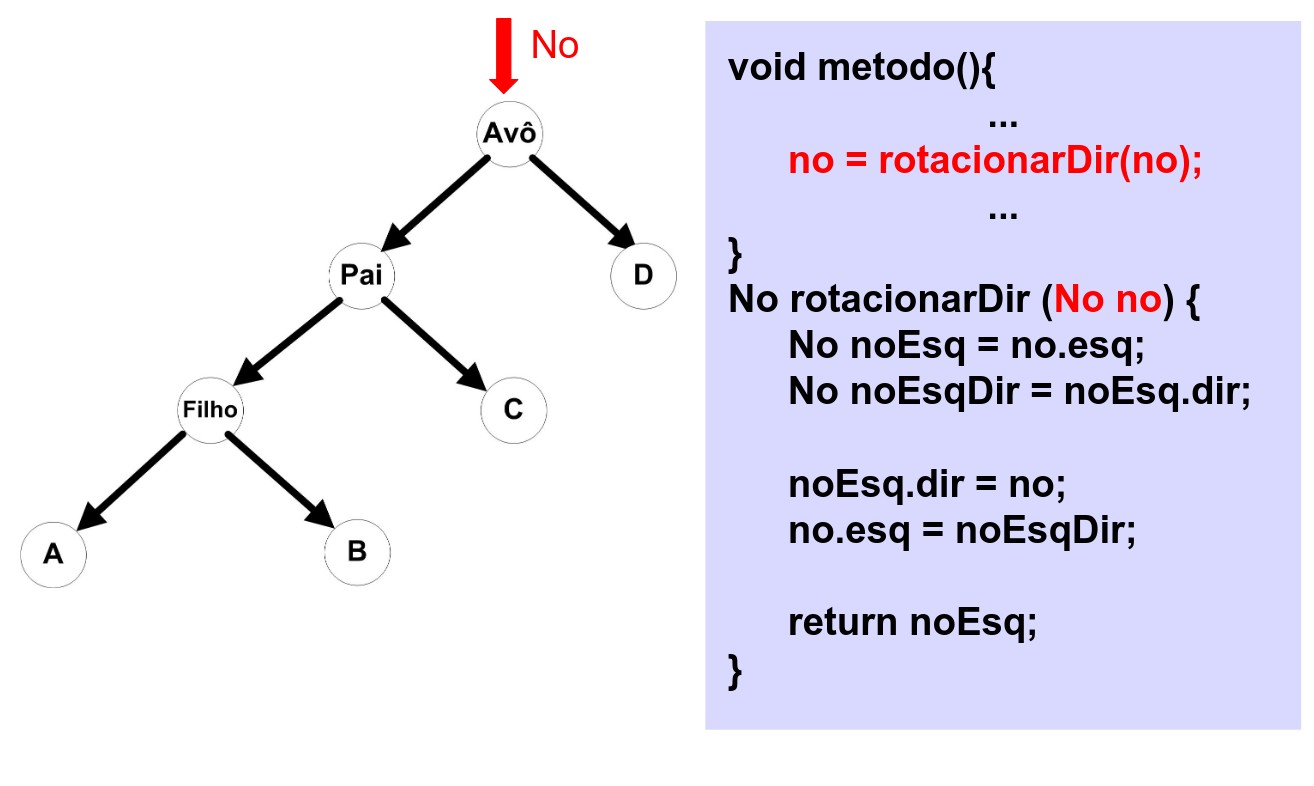 No
Avô
Pai
D
Filho
C
A
B
void metodo(){
...
no = rotacionarDir(no);
...
}
No rotacionarDir (No no) {
No noEsq = no.esq;
No noEsqDir = noEsq.dir;
noEsq.dir = no;
no.esq = noEsqDir;
return noEsq;
}